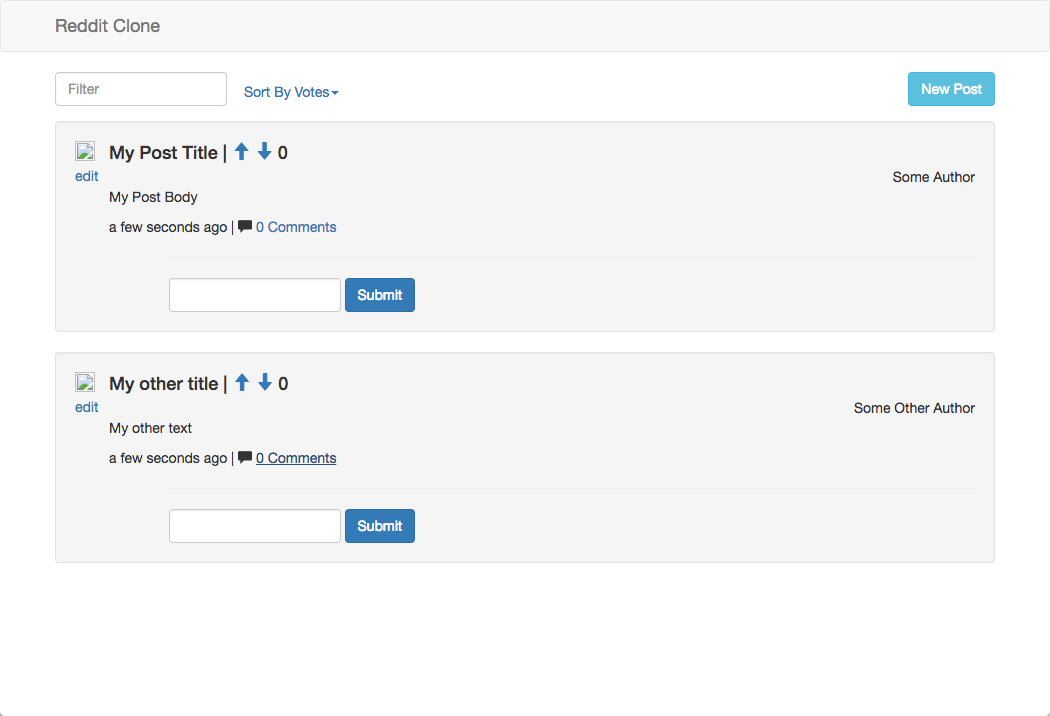 Reddit Clone
Filter
Sort By Votes
New Post
My Post Title | 0
edit
Some Author
My Post Body
a few seconds ago | 0 Comments
Submit
My other title | 0
edit
Some Other Author
My other text
a few seconds ago | 0 Comments
Submit